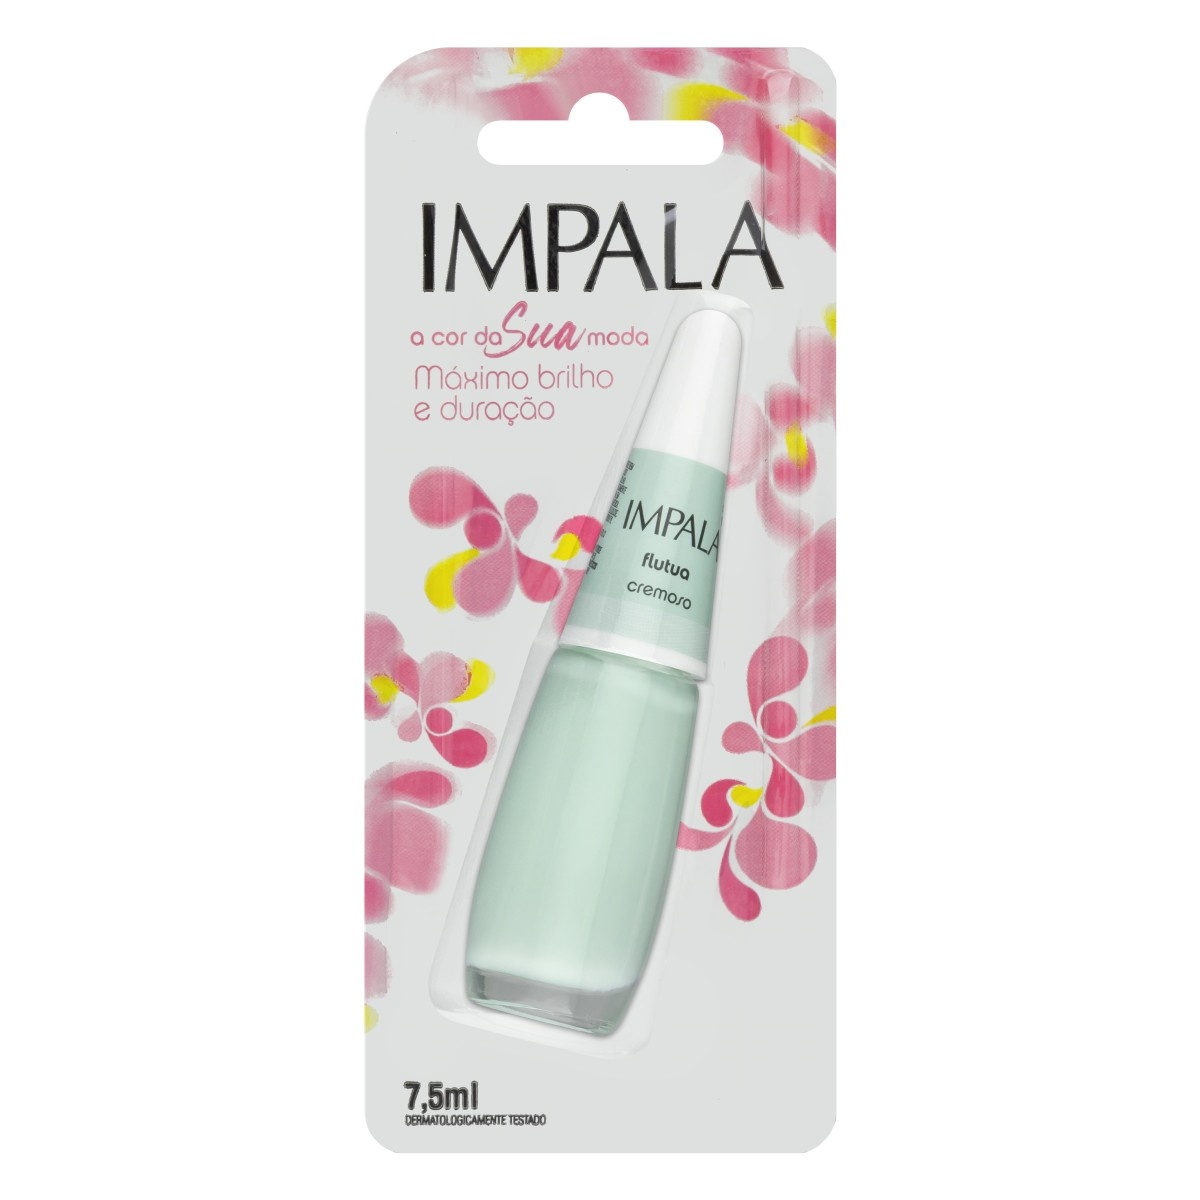 IMPALA
a cor da Sua moda
Máximo brilho
e duração
IMPALA
flutua
cremoso
7,5ml
DERMATOLOGICAMENTE TESTADO